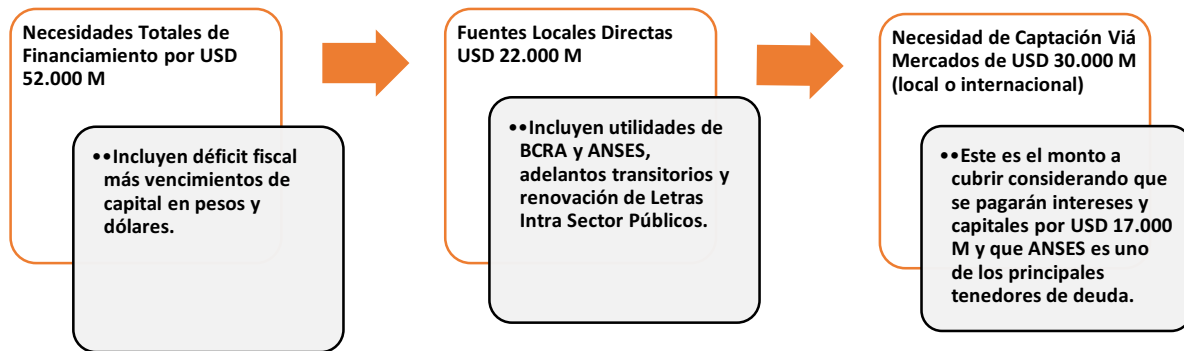 Necesidades Totales de
Financiamiento por USD
52.000 M
••Incluyen déficit fiscal
más vencimientos de
capital en pesos y
dólares.
Fuentes Locales Directas
USD 22.000 M
••Incluyen utilidades de
BCRA y ANSES,
adelantos transitorios y
renovación de Letras
Intra Sector Públicos.
Necesidad de Captación Viá
Mercados de USD 30.000 M
(local o internacional)
••Este es el monto a
cubrir considerando que
se pagarán intereses y
capitales por USD 17.000
M y que ANSES es uno
de los principales
tenedores de deuda.